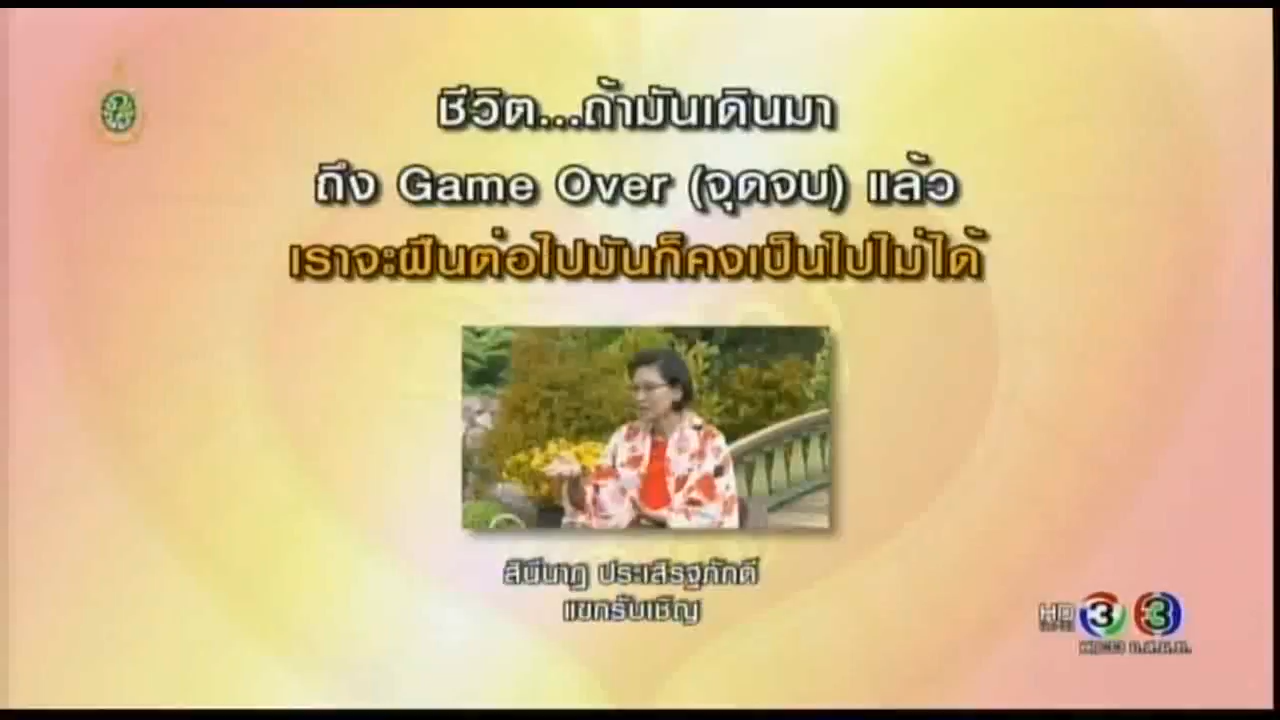 ชีวิต...ถ้ามันเดินมา
ถึง Game Over (จุดจบ) แล้ว
เราจะฝืนต่อไปมันก็คงเป็นไปไม่ได้
สินีนาฏ ประเสริฐภักดี
แขกรับเชิญ
HD 3 3